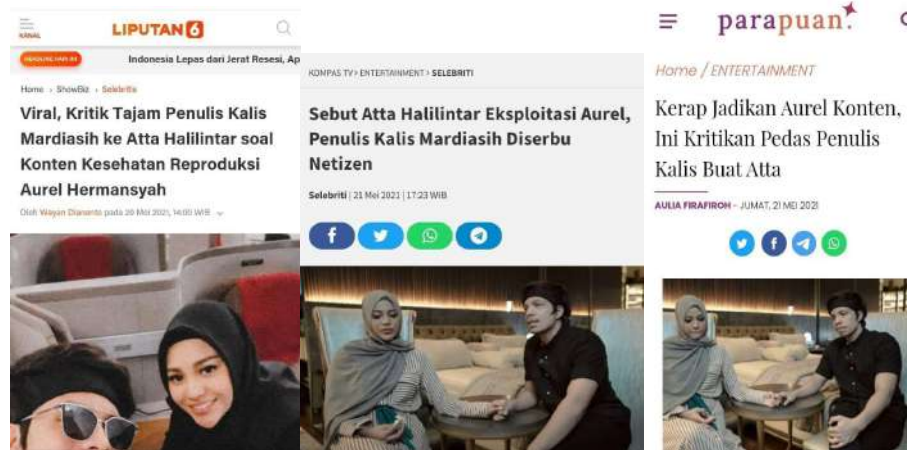 KANAL
LIPUTAN6
HEADLINE HARI INI
Indonesia Lepas dari Jerat Resesi, Ap
Home › ShowBiz › Selebritis
Viral, Kritik Tajam Penulis Kalis
Mardiasih ke Atta Halilintar soal
Konten Kesehatan Reproduksi
Aurel Hermansyah
Oleh Wayan Diananto pada 20 Mei 2021, 14:00 WIB
KOMPAS TV › ENTERTAINMENT › SELEBRITI
Sebut Atta Halilintar Eksploitasi Aurel,
Penulis Kalis Mardiasih Diserbu
Netizen
Selebriti | 21 Mei 2021 | 17:23 WIB
parapuan.
Home / ENTERTAINMENT
Kerap Jadikan Aurel Konten,
Ini Kritikan Pedas Penulis
Kalis Buat Atta
AULIA FIRAFIROH - JUMAT, 21 MEI 2021